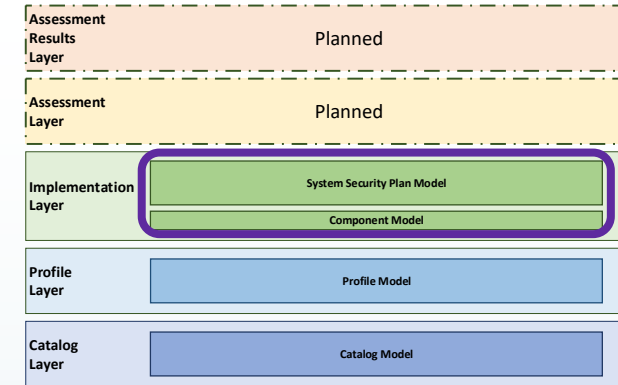 Assessment
Results
Layer
Planned
Assessment
Layer
Planned
Implementation
Layer
System Security Plan Model
Component Model
Profile
Layer
Profile Model
Catalog
Layer
Catalog Model